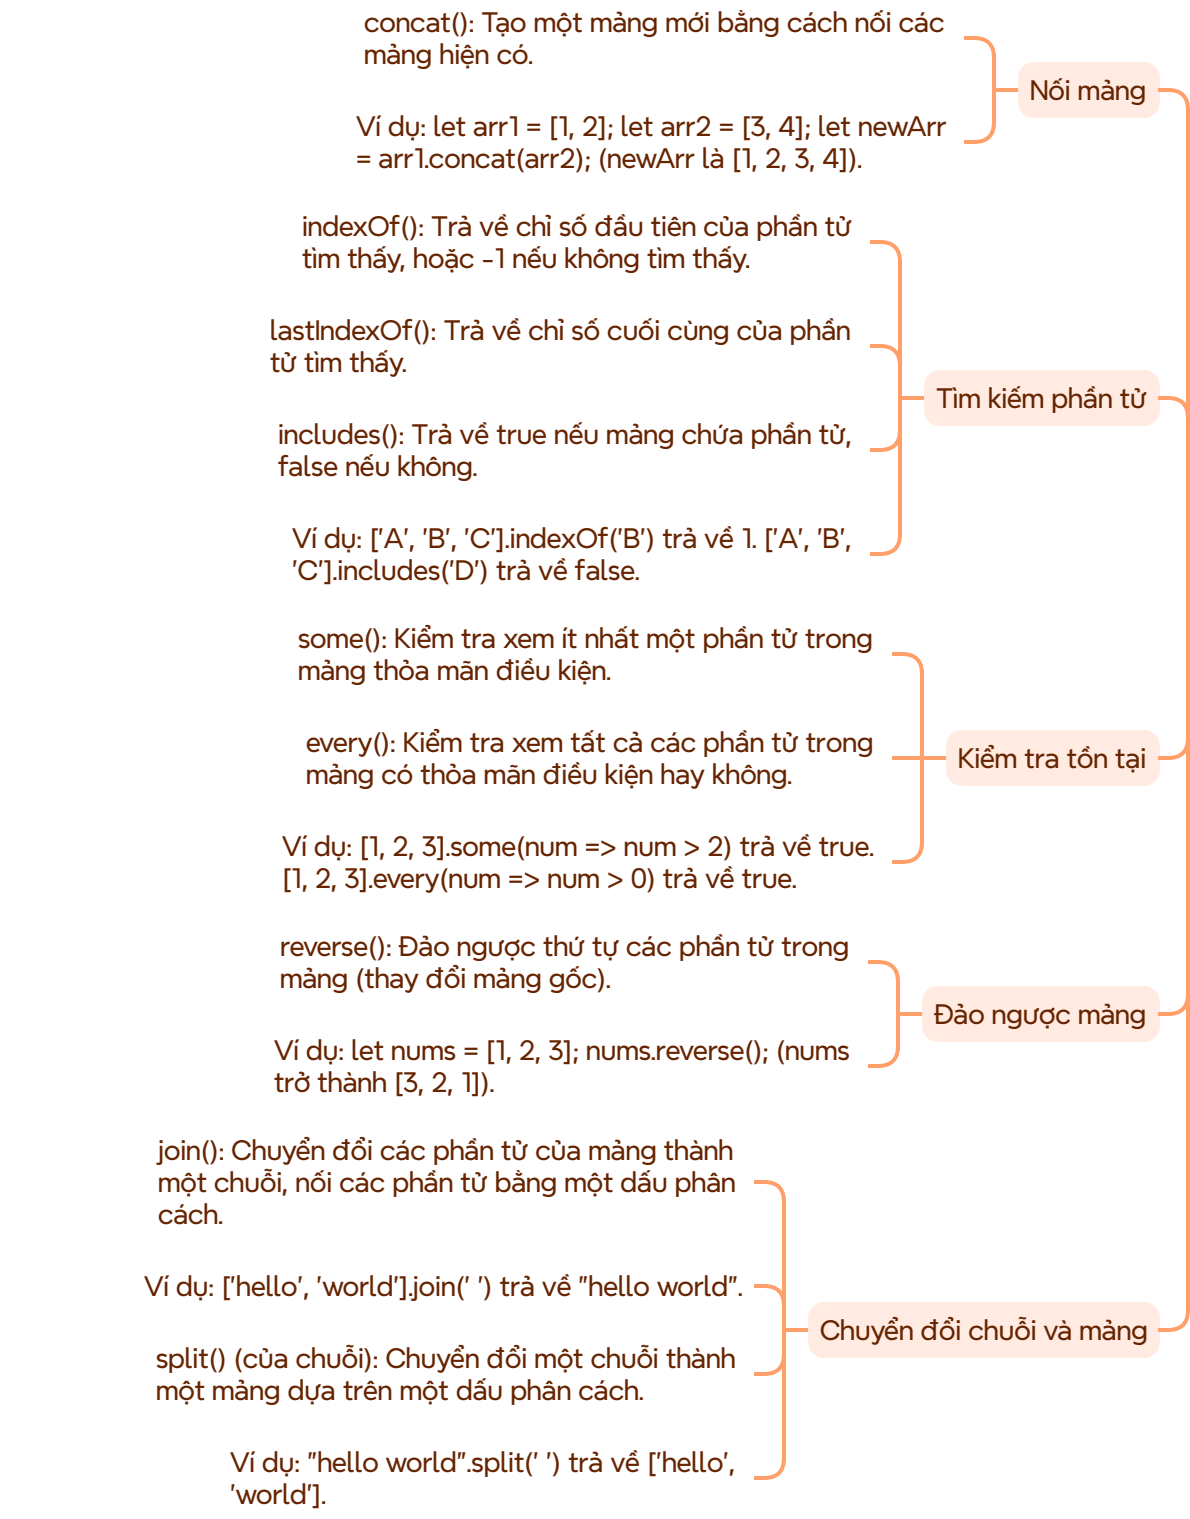 concat(): Tạo một mảng mới bằng cách nối các
mảng hiện có.
Ví dụ: let arr1 = [1, 2]; let arr2 = [3, 4]; let newArr
= arr1.concat(arr2); (newArr là [1, 2, 3, 4]).
Nối mảng
indexOf(): Trả về chỉ số đầu tiên của phần tử
tìm thấy, hoặc -1 nếu không tìm thấy.
lastIndexOf(): Trả về chỉ số cuối cùng của phần
tử tìm thấy.
includes(): Trả về true nếu mảng chứa phần tử,
false nếu không.
Ví dụ: ['A', 'B', 'C'].indexOf('B') trả về 1. ['A', 'B',
'C'].includes('D') trả về false.
Tìm kiếm phần tử
some(): Kiểm tra xem ít nhất một phần tử trong
mảng thỏa mãn điều kiện.
every(): Kiểm tra xem tất cả các phần tử trong
mảng có thỏa mãn điều kiện hay không.
Ví dụ: [1, 2, 3].some(num => num > 2) trả về true.
[1, 2, 3].every(num => num > 0) trả về true.
Kiểm tra tồn tại
reverse(): Đảo ngược thứ tự các phần tử trong
mảng (thay đổi mảng gốc).
Ví dụ: let nums = [1, 2, 3]; nums.reverse(); (nums
trở thành [3, 2, 1]).
Đảo ngược mảng
join(): Chuyển đổi các phần tử của mảng thành
một chuỗi, nối các phần tử bằng một dấu phân
cách.
Ví dụ: ['hello', 'world'].join(' ') trả về "hello world".
split() (của chuỗi): Chuyển đổi một chuỗi thành
một mảng dựa trên một dấu phân cách.
Ví dụ: "hello world".split(' ') trả về ['hello',
'world'].
Chuyển đổi chuỗi và mảng